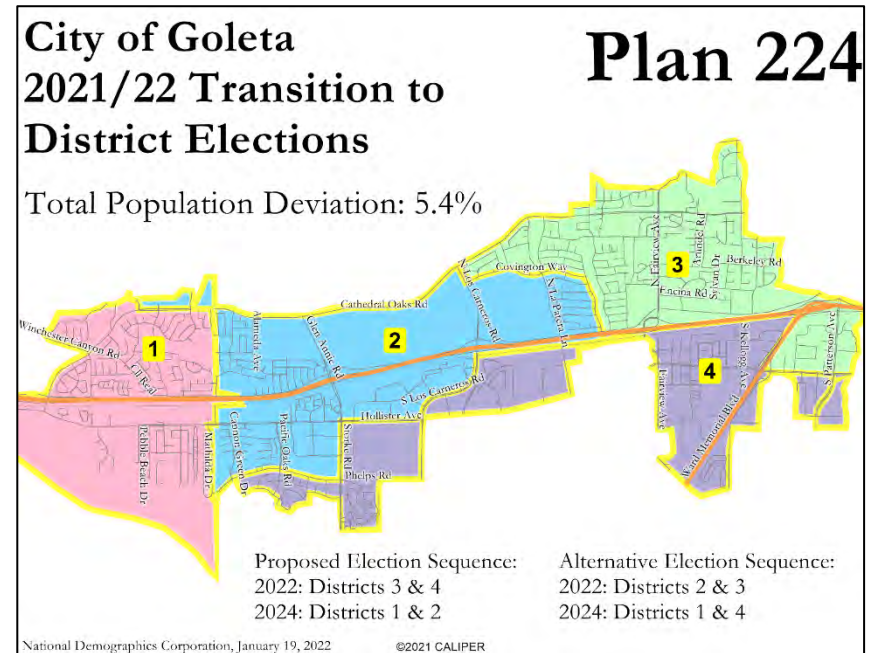 City of Goleta
2021/22 Transition to
District Elections
Plan 224
Total Population Deviation: 5.4%
Covington Way
N Fairview Ave
Arundel Rd
Berkeley Rd
3
Encina Rd
Sylvan Dr
N Los Carneros Rd
N La Patera Ln
Cathedral Oaks Rd
Winchester Canyon Rd
1
Cll Real
Alameda Ave
Glen Annie Rd
2
S Los Carneros Rd
Hollister Ave
Fairview Ave
4
S Kellogg Ave
S Patterson Ave
Ward Memorial Blvd
Pebble Beach Dr
Mathilda Dr
Cannon Green Dr
Pacific Oaks Rd
Storke Rd
Phelps Rd
Proposed Election Sequence:
2022: Districts 3 & 4
2024: Districts 1 & 2
Alternative Election Sequence:
2022: Districts 2 & 3
2024: Districts 1 & 4
National Demographics Corporation, January 19, 2022
©2021 CALIPER